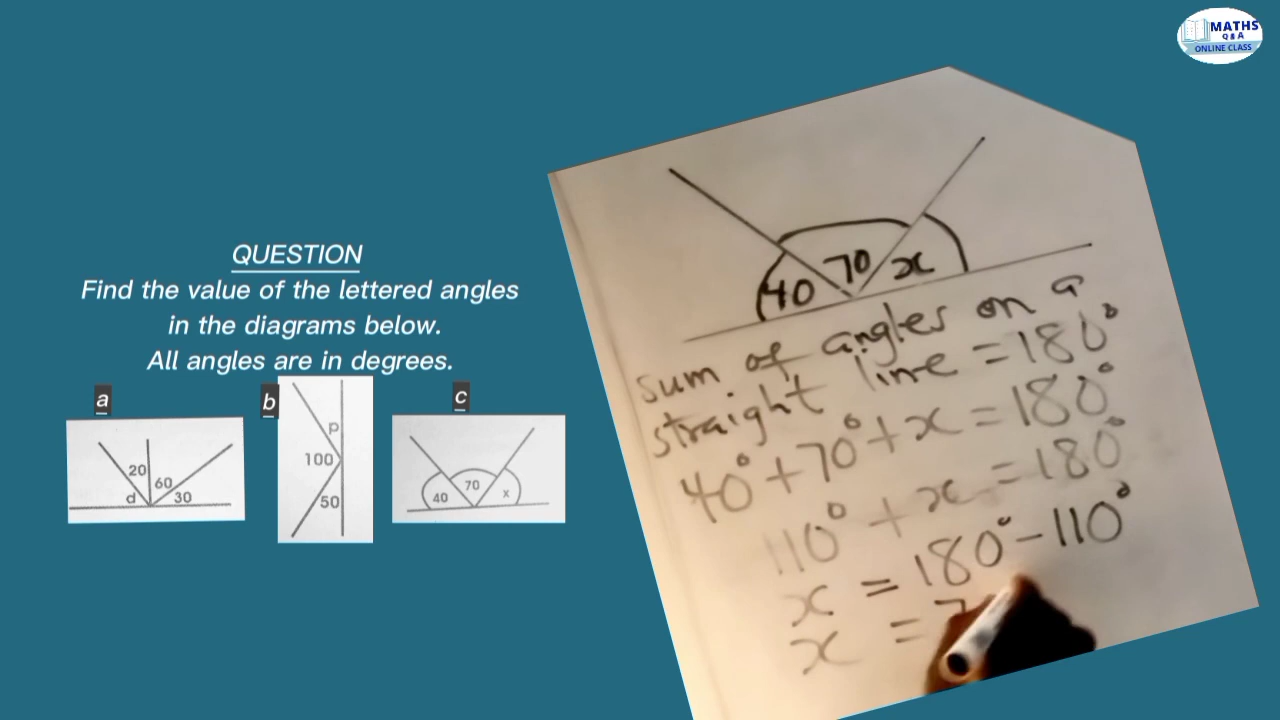 MATHS
Q & A
ONLINE CLASS
QUESTION
Find the value of the lettered angles
in the diagrams below.
All angles are in degrees.
a
20
60
d
30
b
p
100
50
c
40
70
x
40
70
x
sum of angles on a
straight line = 180°
40° + 70° + x = 180°
110° + x = 180°
x = 180° - 110°
x = 7